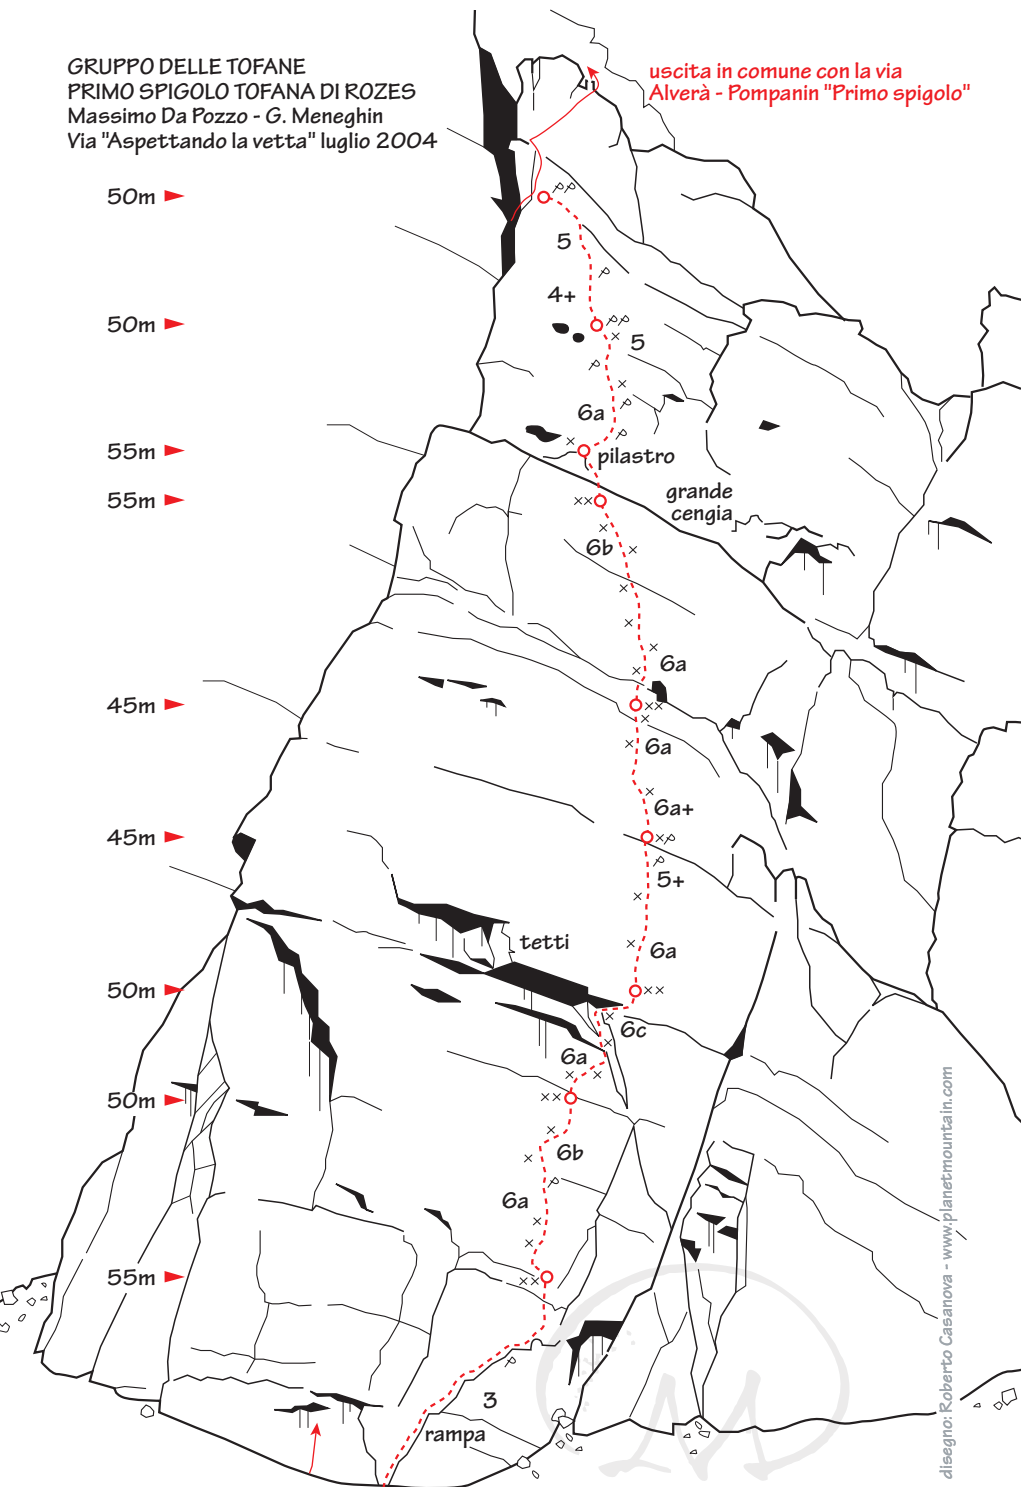 GRUPPO DELLE TOFANE
PRIMO SPIGOLO TOFANA DI ROZES
Massimo Da Pozzo - G. Meneghin
Via "Aspettando la vetta" luglio 2004
uscita in comune con la via
Alverà - Pompanin "Primo spigolo"
50m
5
4+
50m
5
6a
55m
pilastro
55m
grande
cengia
6b
6a
45m
6a
6a+
45m
5+
tetti
6a
50m
6c
6a
50m
6b
6a
55m
3
rampa
disegno: Roberto Casanova - www.planetmountain.com